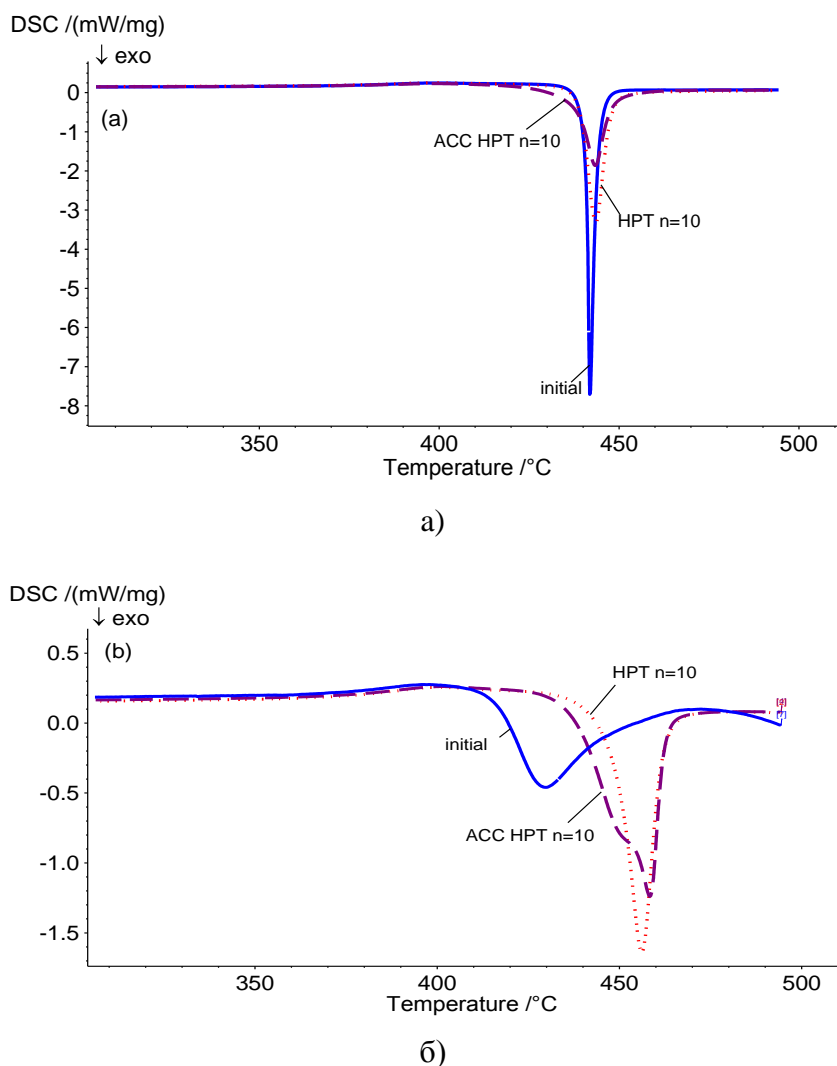 DSC /(mW/mg)
↓ exo
0
(a)
-1
ACC HPT n=10
-2
HPT n=10
-3
-4
-5
-6
-7
initial
-8
350 400 450 500
Temperature /°C
а)
DSC /(mW/mg)
↓ exo
0.5
(b)
HPT n=10
0.0
initial
-0.5
ACC HPT n=10
-1.0
-1.5
350 400 450 500
Temperature /°C
б)